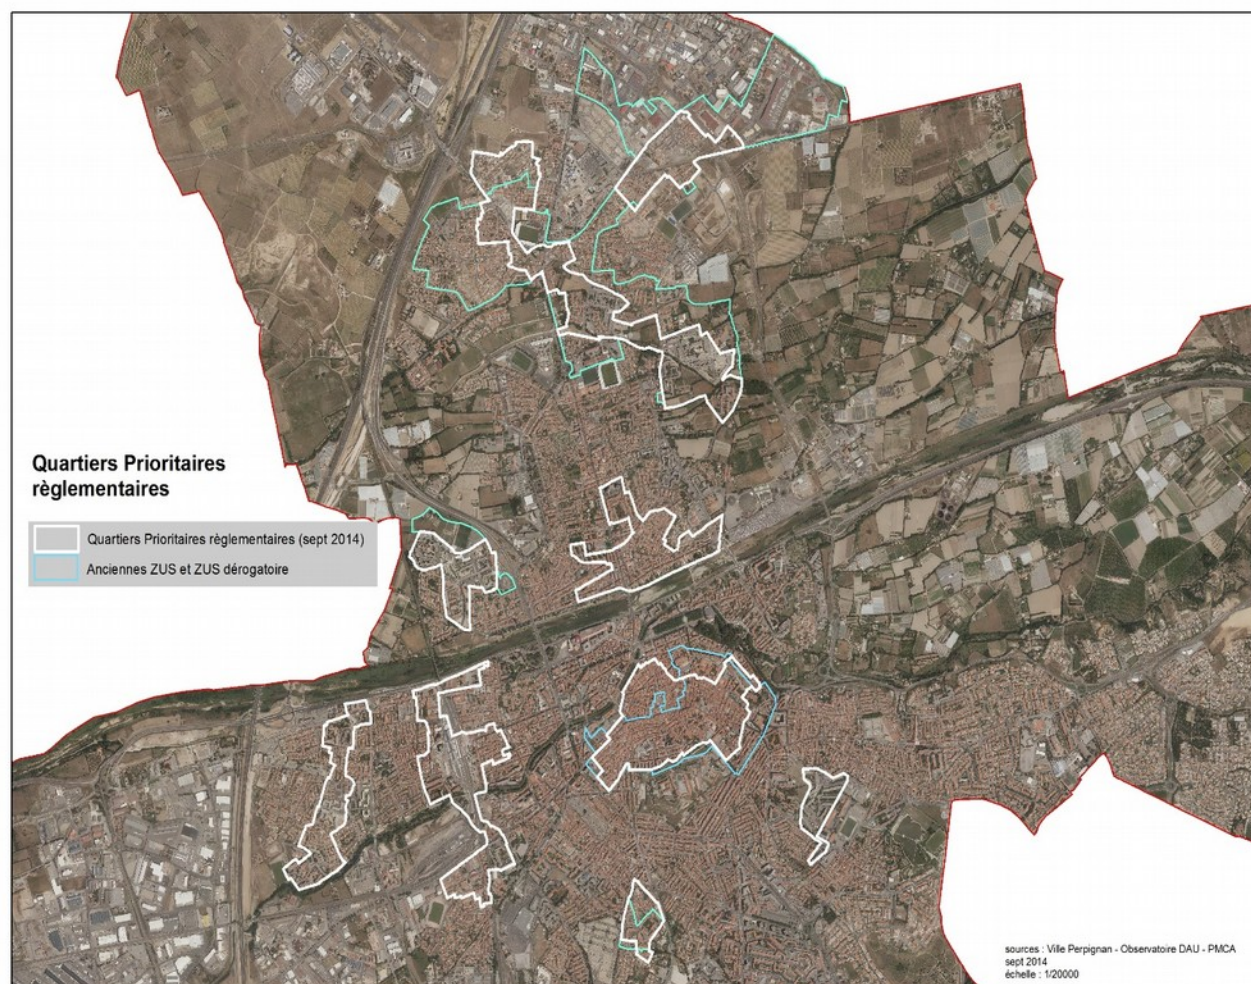 Quartiers Prioritaires
règlementaires
Quartiers Prioritaires règlementaires (sept 2014)
Anciennes ZUS et ZUS dérogatoire
sources : Ville Perpignan - Observatoire DAU - PMCA
sept 2014
échelle : 1/20000